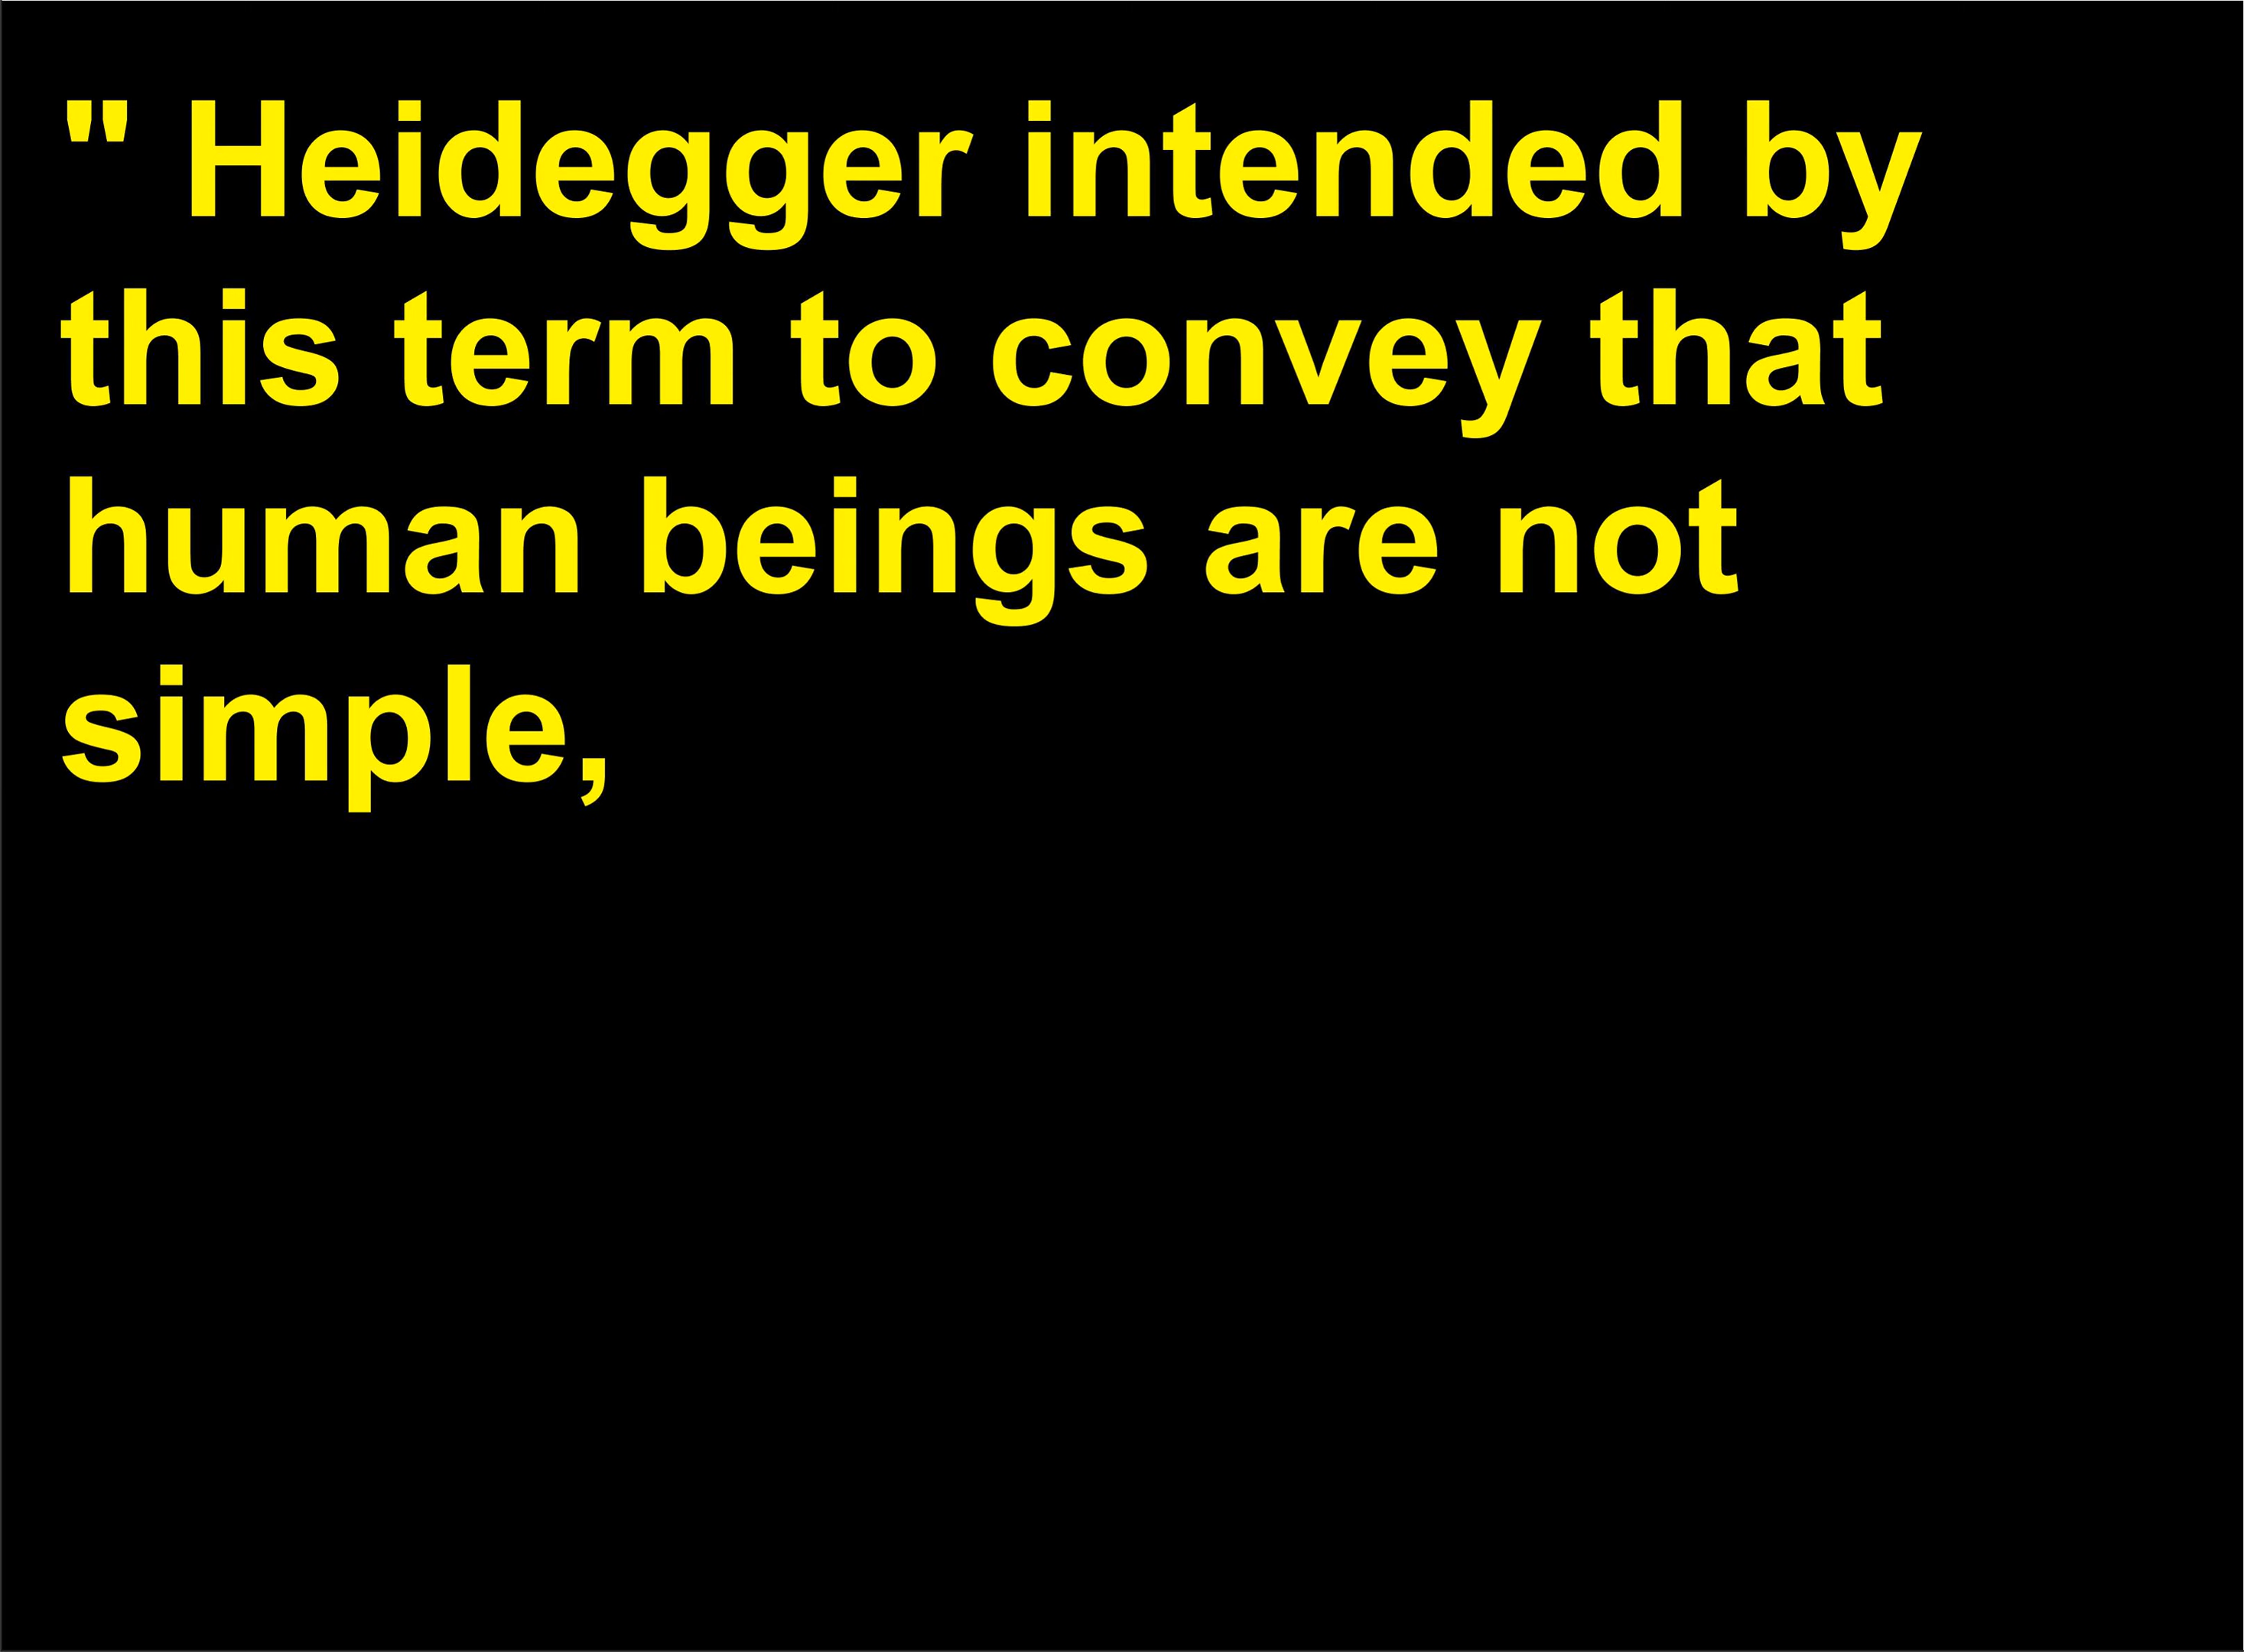 " Heidegger intended by
this term to convey that
human beings are not
simple,